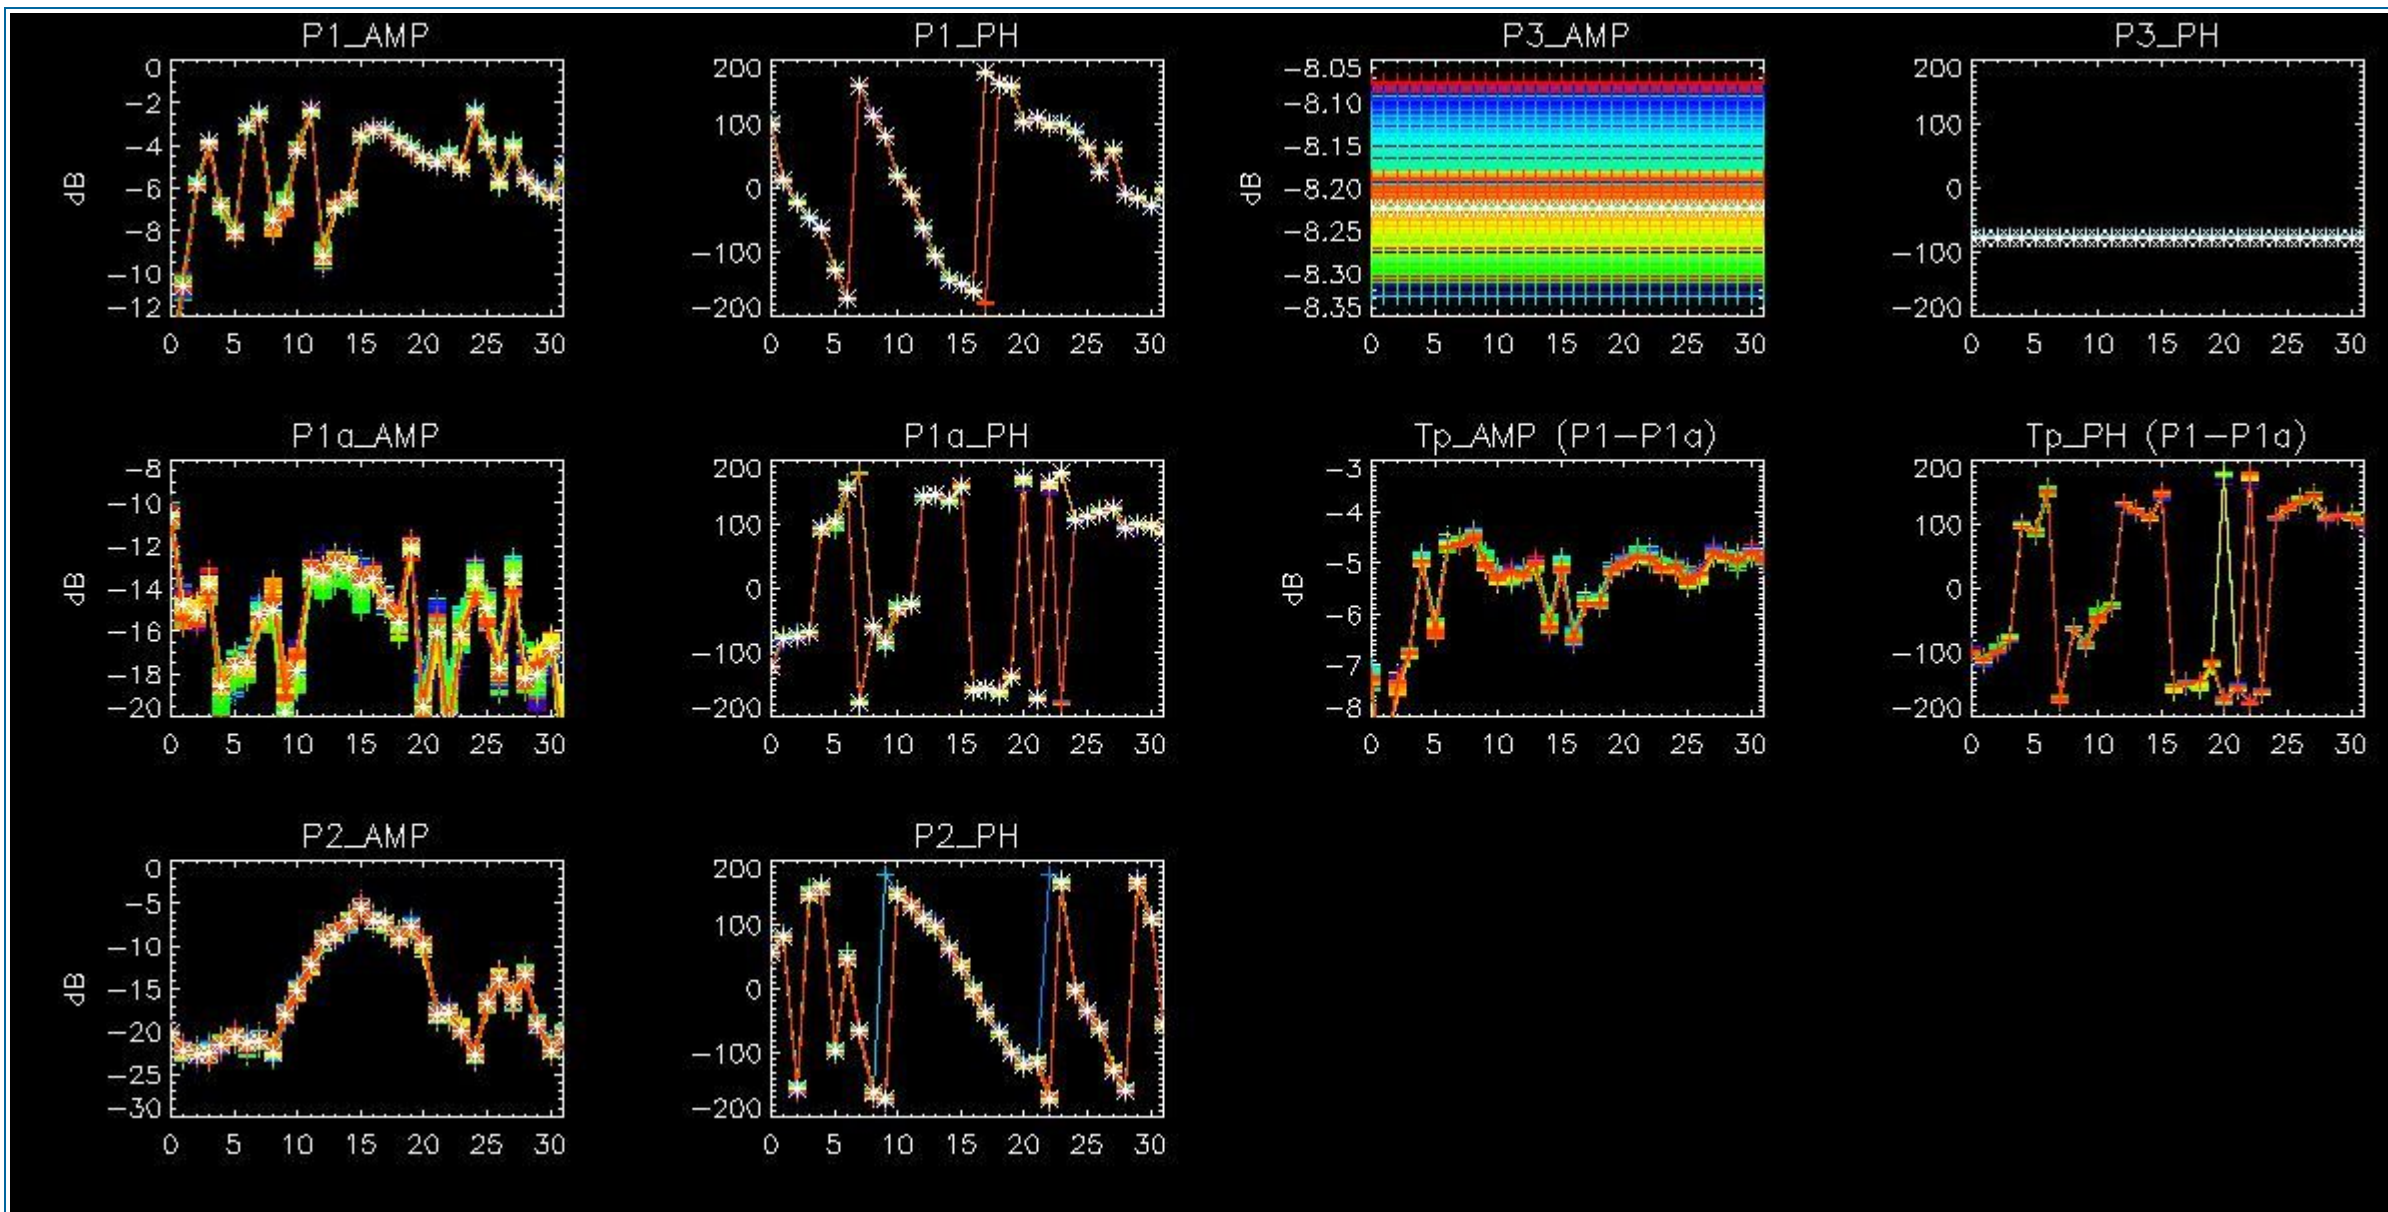 P1_AMP
0
−2
−4
−6
−8
−10
−12
dB
0 5 10 15 20 25 30
P1_PH
200
100
0
−100
−200
0 5 10 15 20 25 30
P3_AMP
−8.05
−8.10
−8.15
−8.20
−8.25
−8.30
−8.35
dB
0 5 10 15 20 25 30
P3_PH
200
100
0
−100
−200
0 5 10 15 20 25 30
P1a_AMP
−8
−10
−12
−14
−16
−18
−20
dB
0 5 10 15 20 25 30
P1a_PH
200
100
0
−100
−200
0 5 10 15 20 25 30
Tp_AMP (P1−P1a)
−3
−4
−5
−6
−7
−8
dB
0 5 10 15 20 25 30
Tp_PH (P1−P1a)
200
100
0
−100
−200
0 5 10 15 20 25 30
P2_AMP
0
−5
−10
−15
−20
−25
−30
dB
0 5 10 15 20 25 30
P2_PH
200
100
0
−100
−200
0 5 10 15 20 25 30